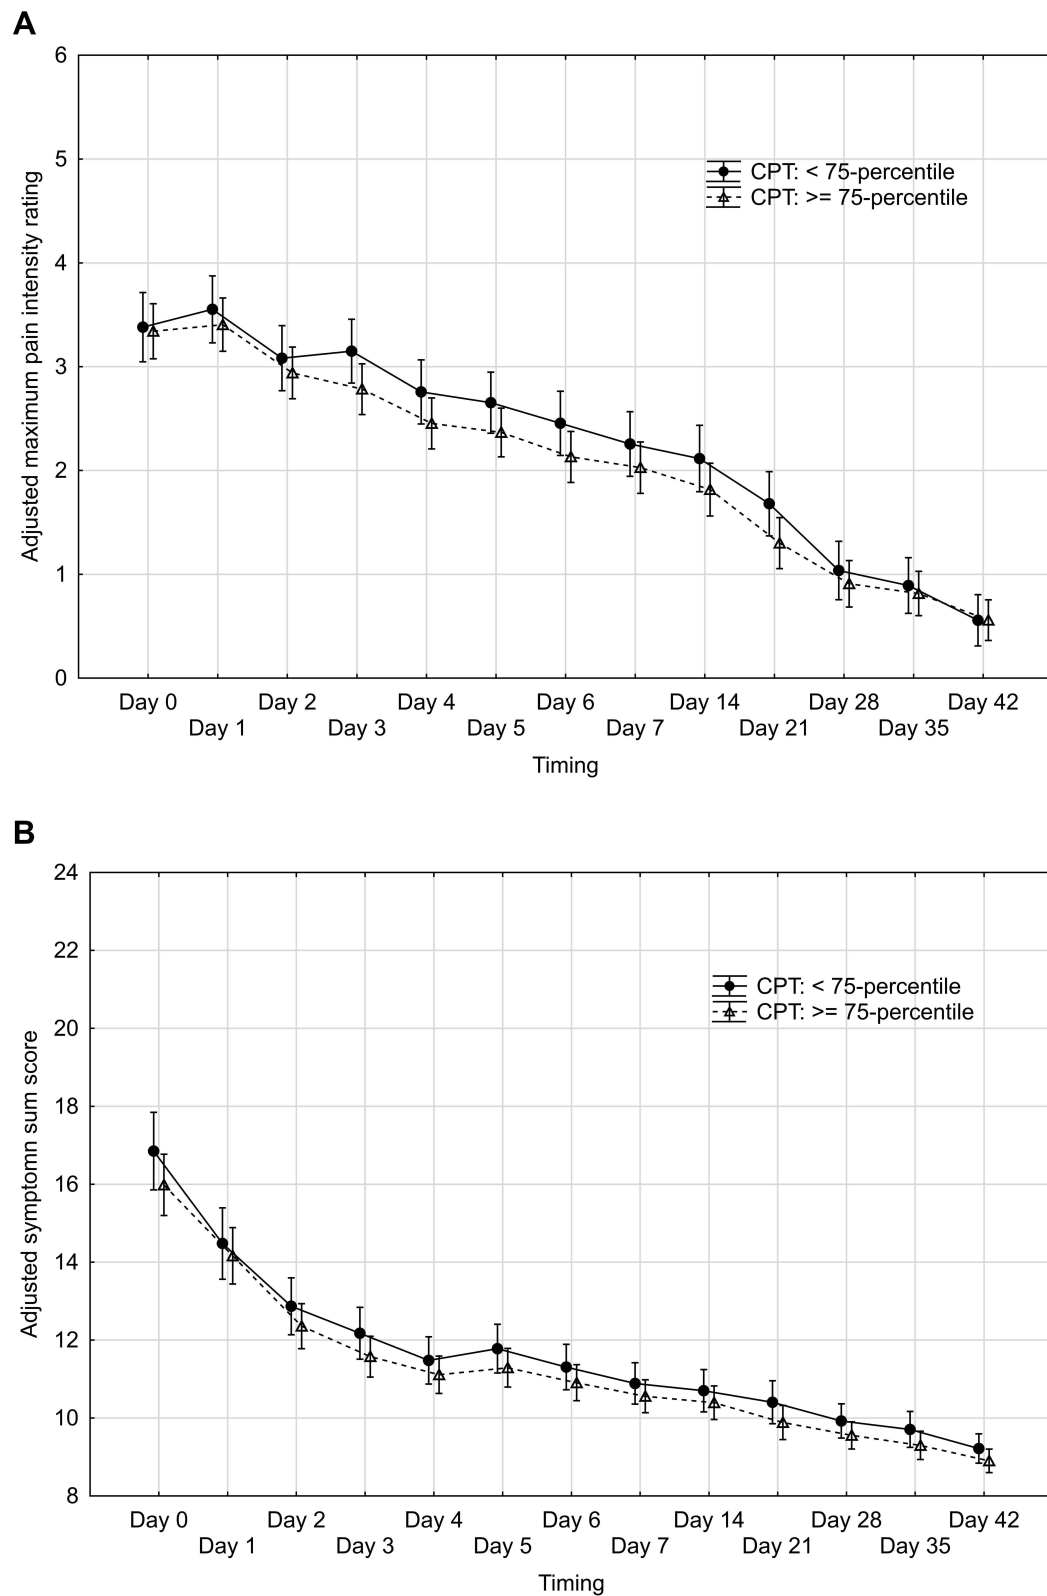 A
Adjusted maximum pain intensity rating
6
5
4
3
2
1
0
CPT: < 75-percentile
CPT: >= 75-percentile
Day 0 Day 2 Day 4 Day 6 Day 14 Day 28 Day 42
Day 1 Day 3 Day 5 Day 7 Day 21 Day 35
Timing
B
Adjusted symptomn sum score
24
22
20
18
16
14
12
10
8
CPT: < 75-percentile
CPT: >= 75-percentile
Day 0 Day 2 Day 4 Day 6 Day 14 Day 28 Day 42
Day 1 Day 3 Day 5 Day 7 Day 21 Day 35
Timing